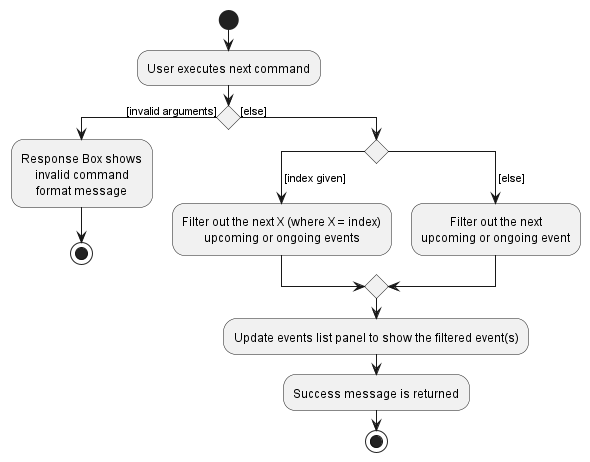 User executes next command
[invalid arguments]
[else]
Response Box shows
invalid command
format message
[index given]
[else]
Filter out the next X (where X = index)
upcoming or ongoing events
Filter out the next
upcoming or ongoing event
Update events list panel to show the filtered event(s)
Success message is returned